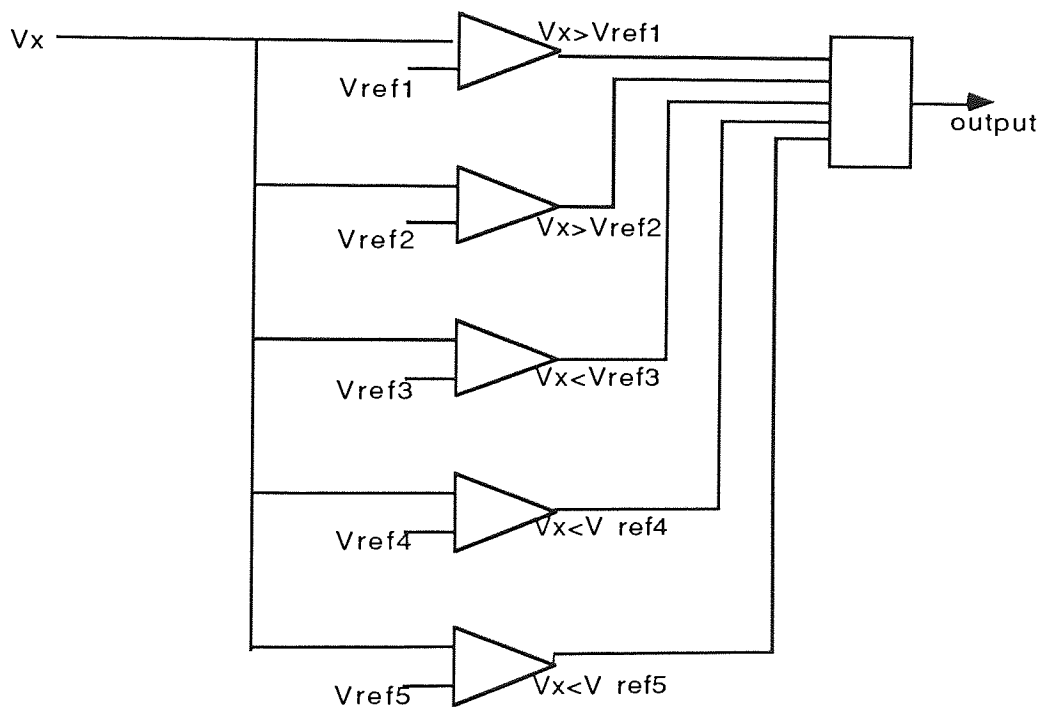 Vx
Vx>Vref1
Vref1
output
Vref2
Vx>Vref2
Vref3
Vx<Vref3
Vref4
Vx<V ref4
Vref5
Vx<V ref5